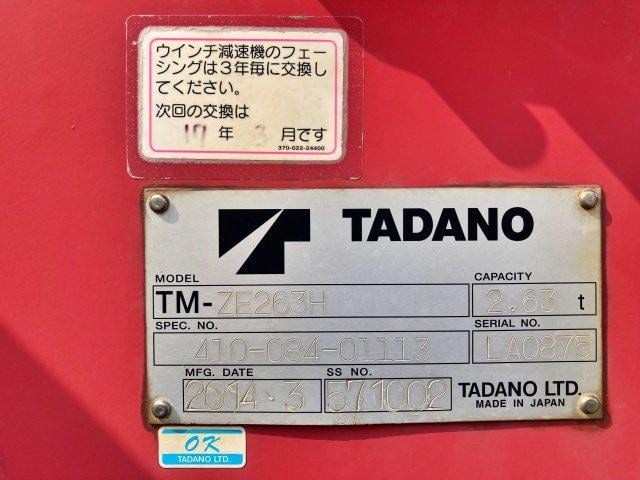 ウインチ減速機のフェー
シングは3年毎に交換し
てください。
次回の交換は
17 年 3 月です
370-022-24400
TADANO
MODEL CAPACITY
TM-ZE263H 2.63 t
SPEC. NO. SERIAL NO.
410-084-01113 LA0875
MFG. DATE SS NO.
2014.3 571002 TADANO LTD.
MADE IN JAPAN
OK
TADANO LTD.